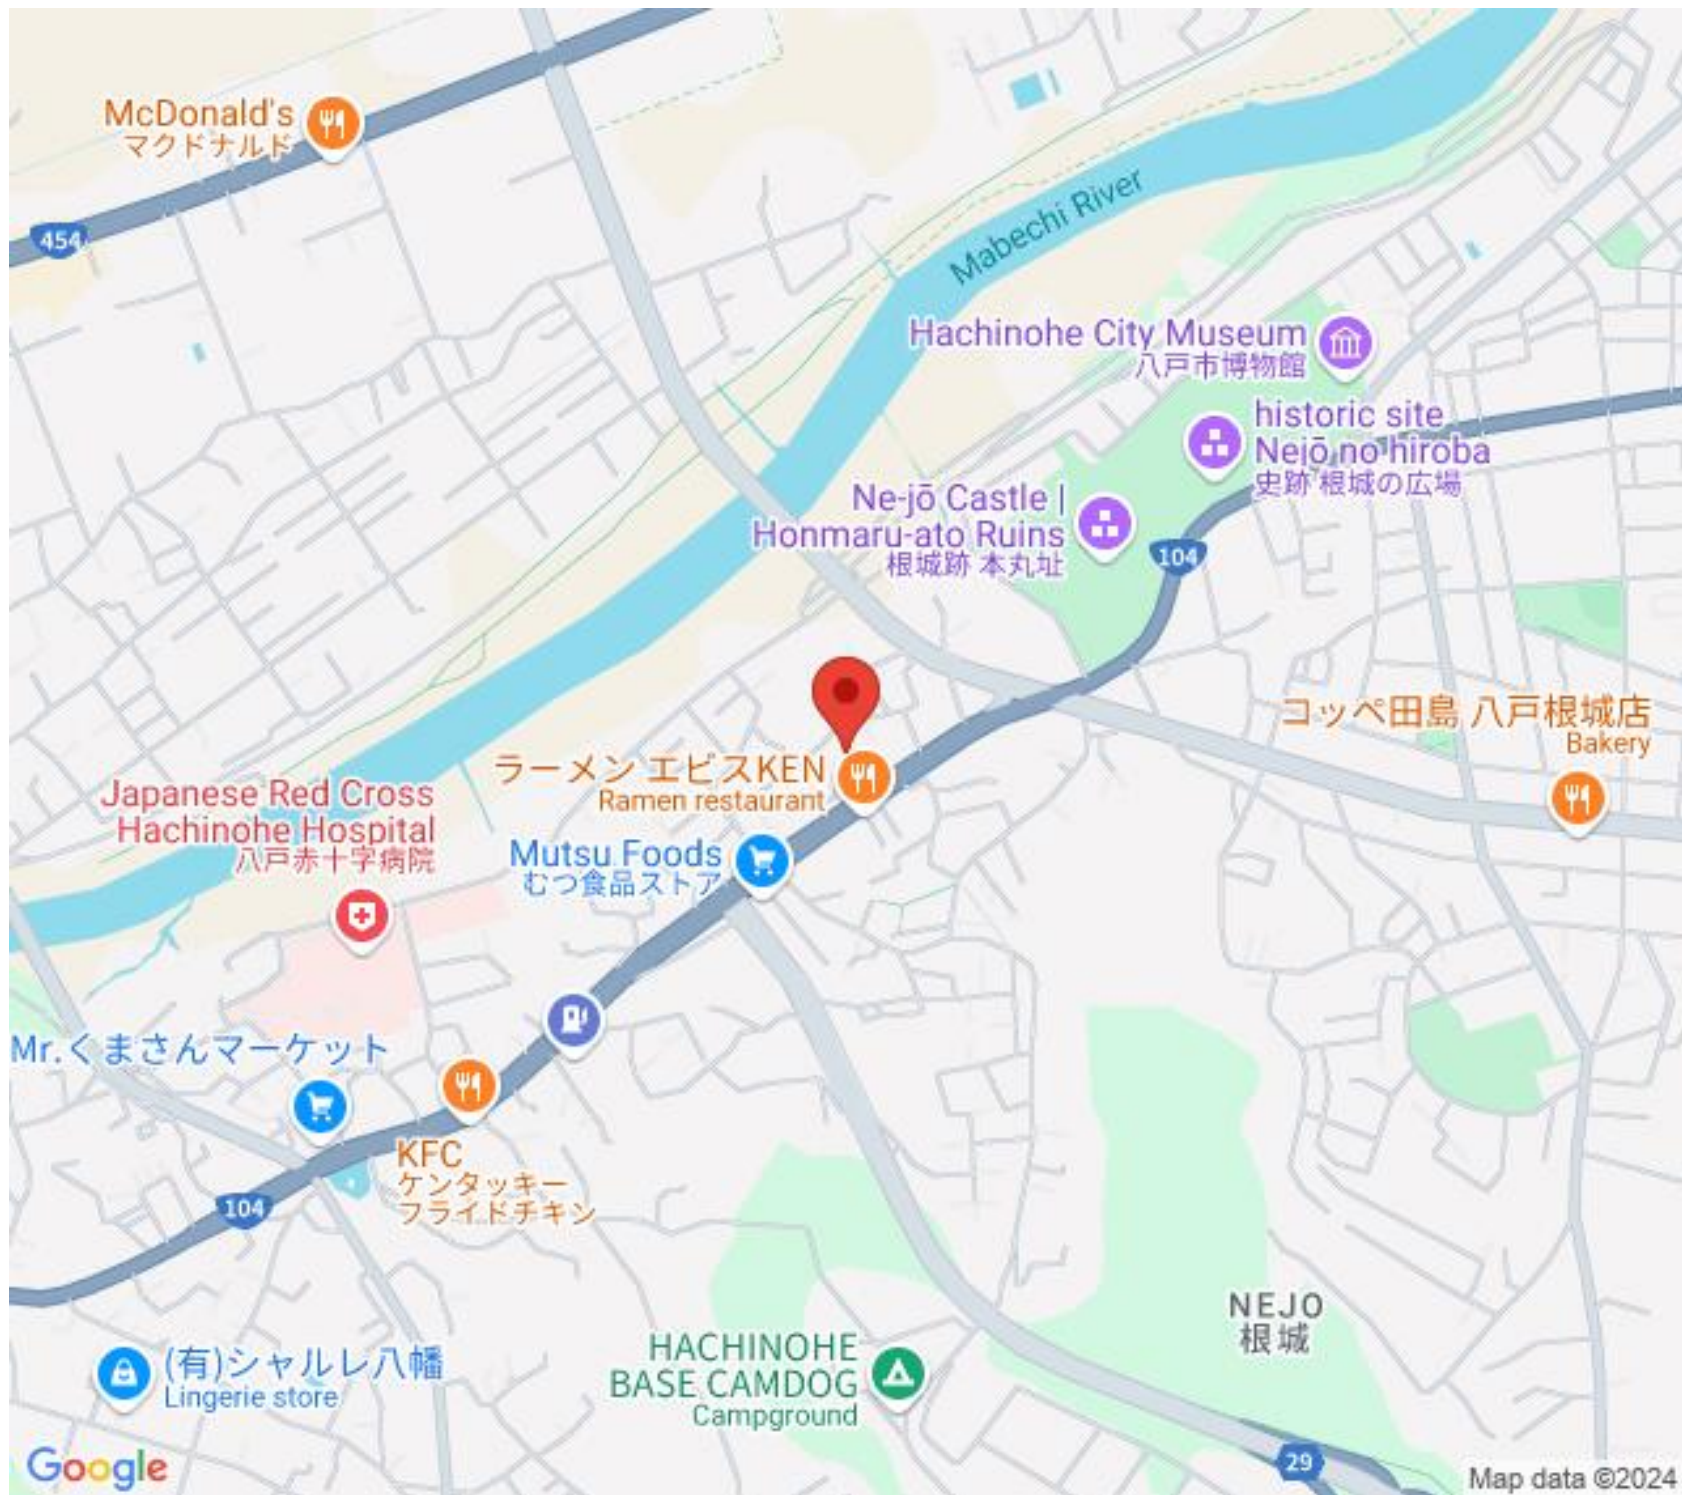 McDonald's
マクドナルド
454
Mabechi River
Hachinohe City Museum
八戸市博物館
historic site
Nejō no hiroba
史跡 根城の広場
Ne-jō Castle |
Honmaru-ato Ruins
根城跡 本丸址
104
コッペ田島 八戸根城店
Bakery
ラーメン エビスKEN
Ramen restaurant
Japanese Red Cross
Hachinohe Hospital
八戸赤十字病院
Mutsu Foods
むつ食品ストア
Mr.くまさんマーケット
KFC
ケンタッキー
フライドチキン
104
NEJO
根城
HACHINOHE
BASE CAMDOG
Campground
(有)シャルレ八幡
Lingerie store
29
Google
Map data ©2024